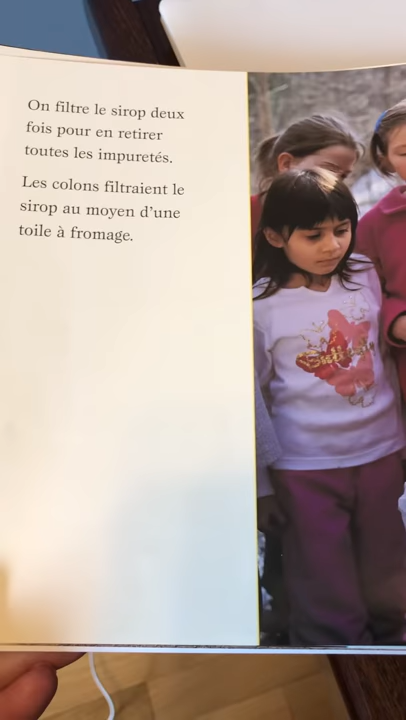 On filtre le sirop deux
fois pour en retirer
toutes les impuretés.
Les colons filtraient le
sirop au moyen d'une
toile à fromage.